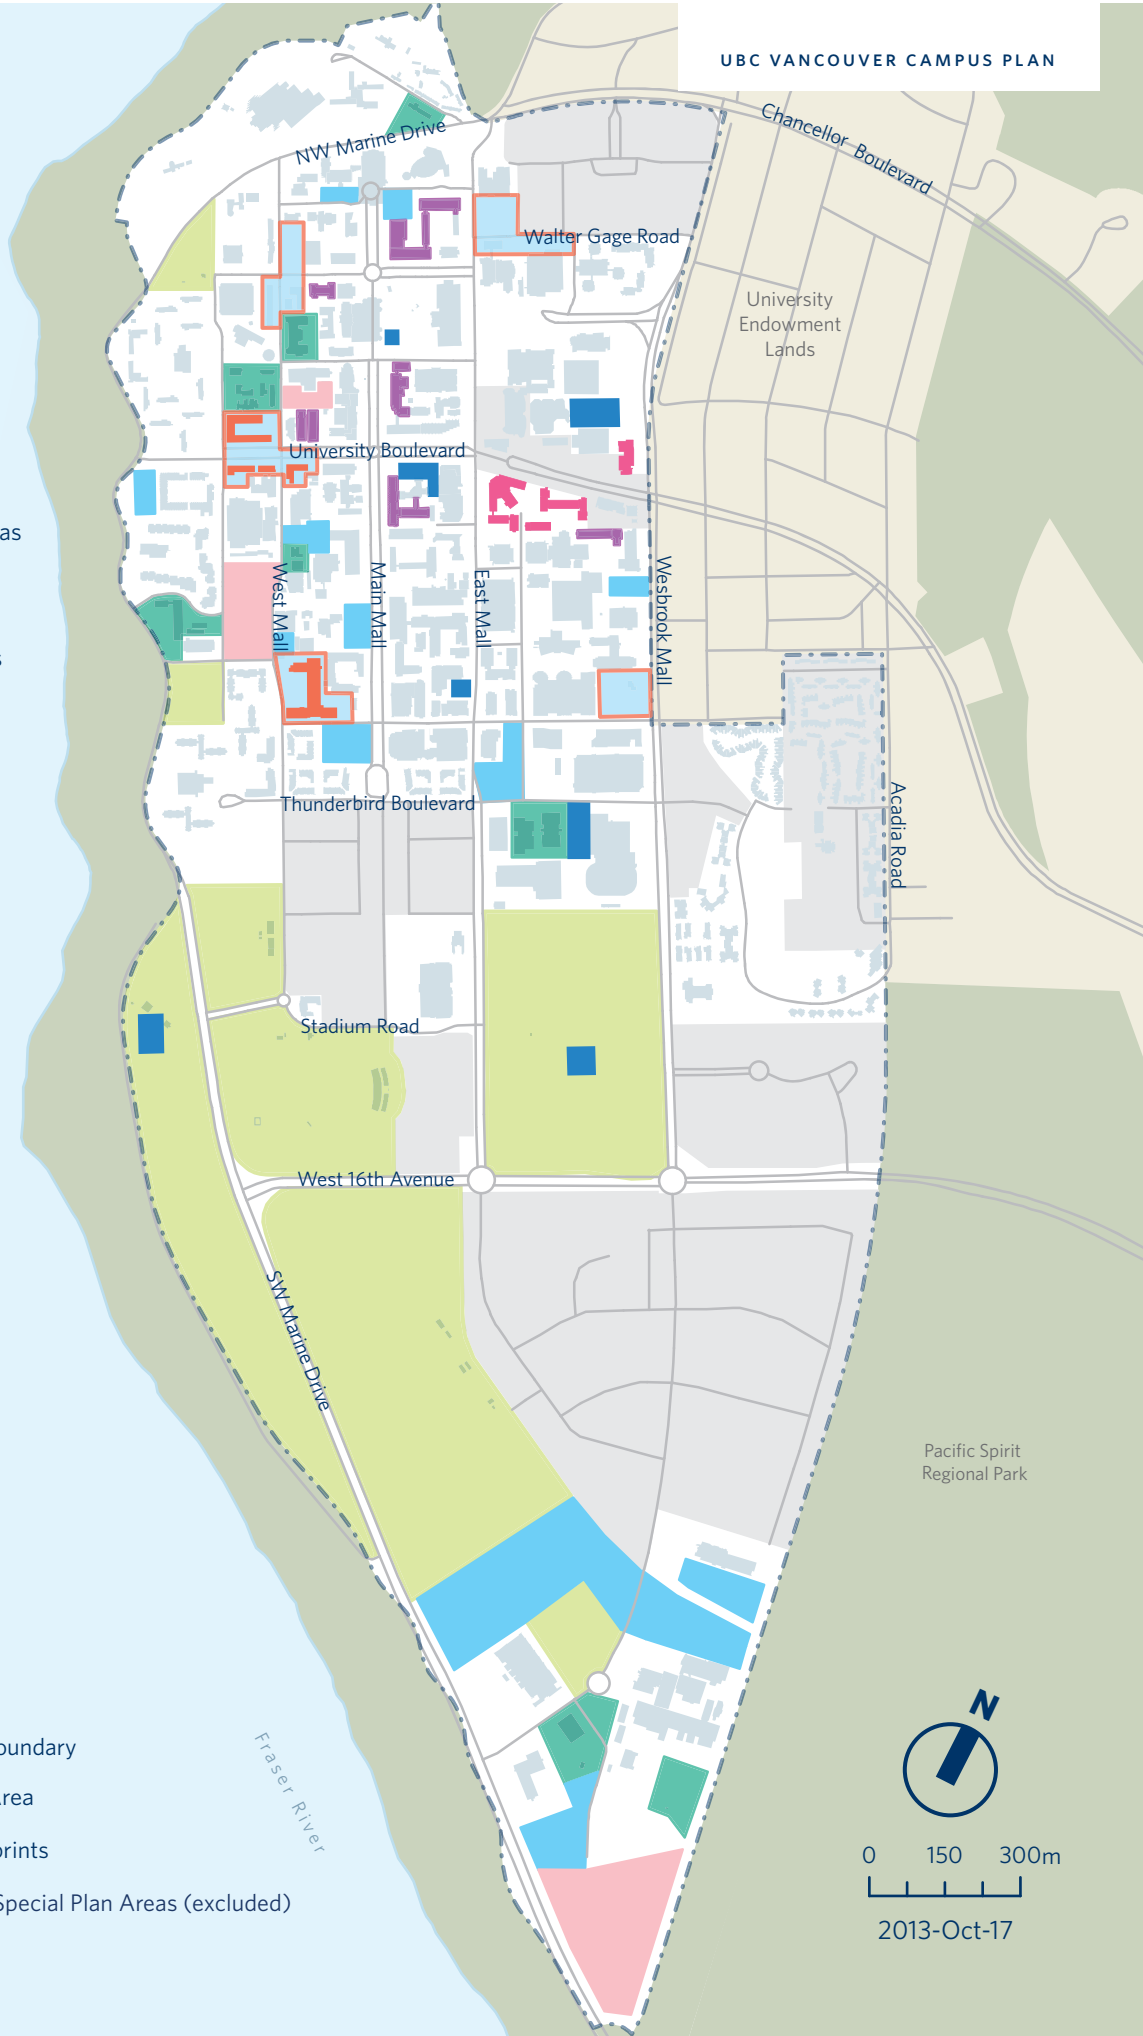 UBC VANCOUVER CAMPUS PLAN
Chancellor Boulevard
NW Marine Drive
Walter Gage Road
University
Endowment
Lands
University Boulevard
as
West Mall
Main Mall
East Mall
Wesbrook Mall
s
Thunderbird Boulevard
Acadia Road
Stadium Road
West 16th Avenue
SW Marine Drive
Pacific Spirit
Regional Park
N
Fraser River
oundary
rea
prints
Special Plan Areas (excluded)
0 150 300m
2013-Oct-17